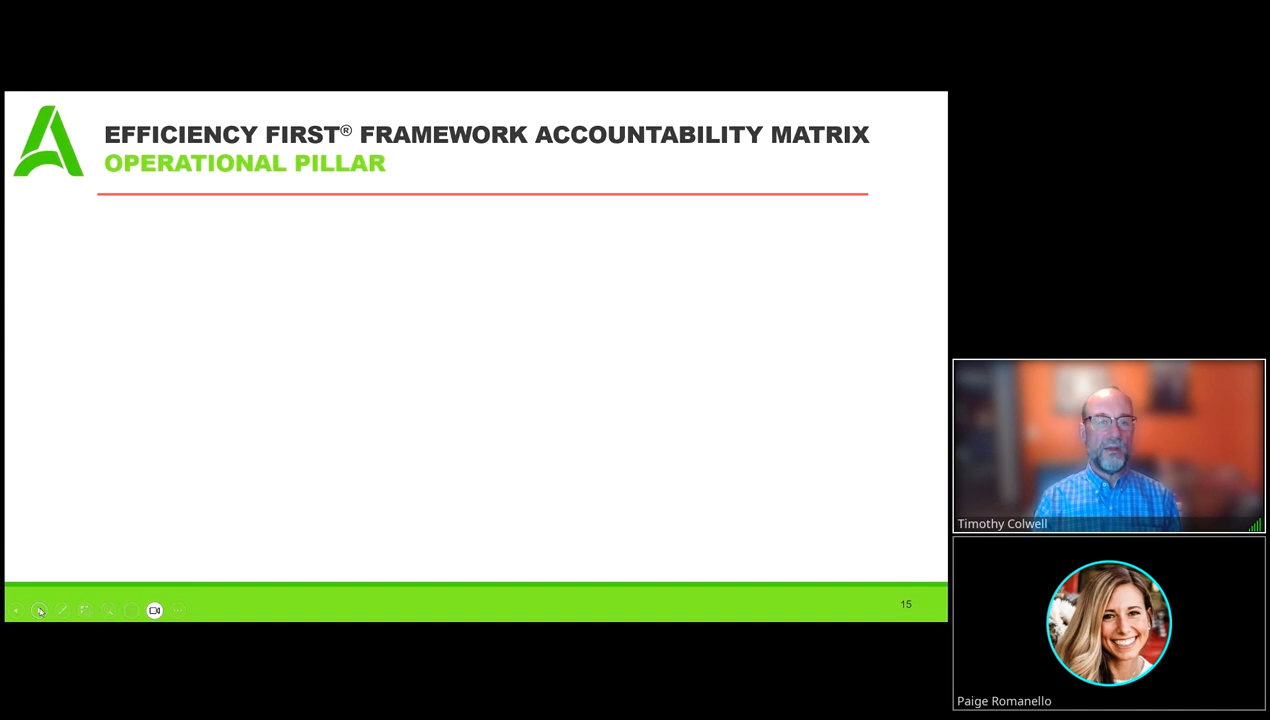 EFFICIENCY FIRST® FRAMEWORK ACCOUNTABILITY MATRIX
OPERATIONAL PILLAR
15
Timothy Colwell
Paige Romanello